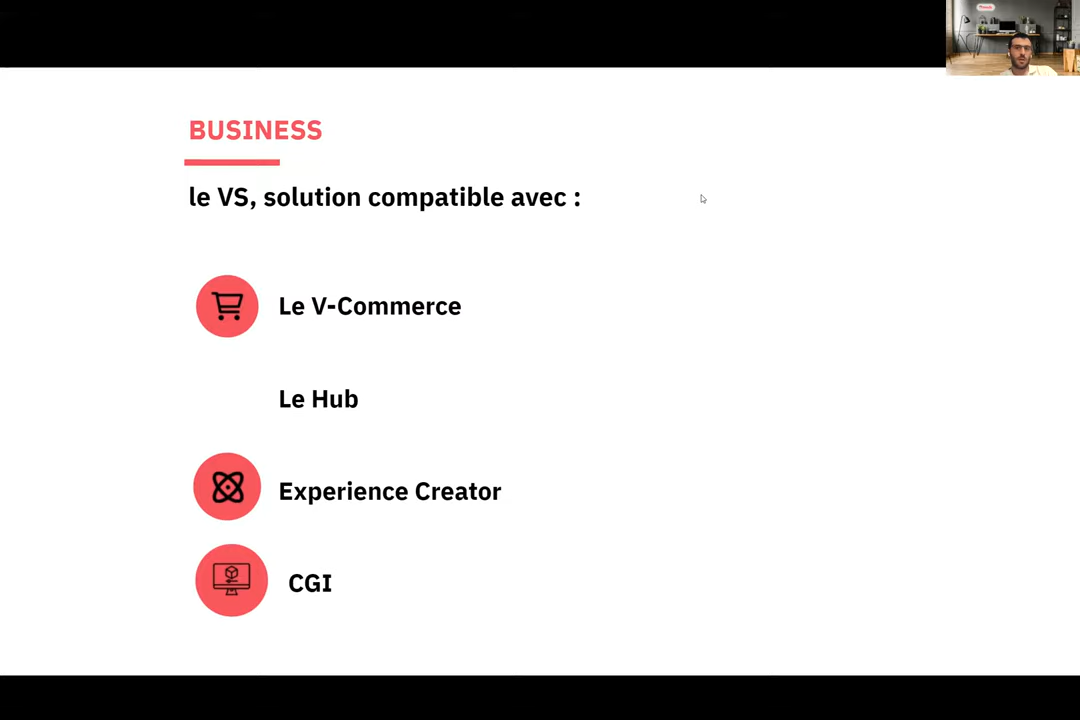 BUSINESS
le VS, solution compatible avec :
Le V-Commerce
Le Hub
Experience Creator
CGI